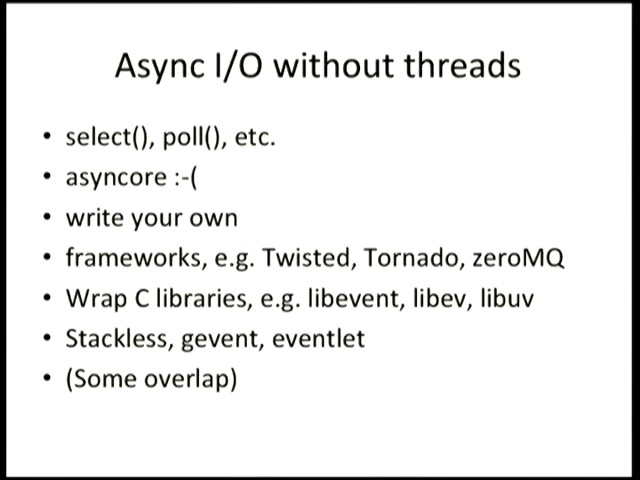 Async I/O without threads
• select(), poll(), etc.
• asyncore :-(
• write your own
• frameworks, e.g. Twisted, Tornado, zeroMQ
• Wrap C libraries, e.g. libevent, libev, libuv
• Stackless, gevent, eventlet
• (Some overlap)